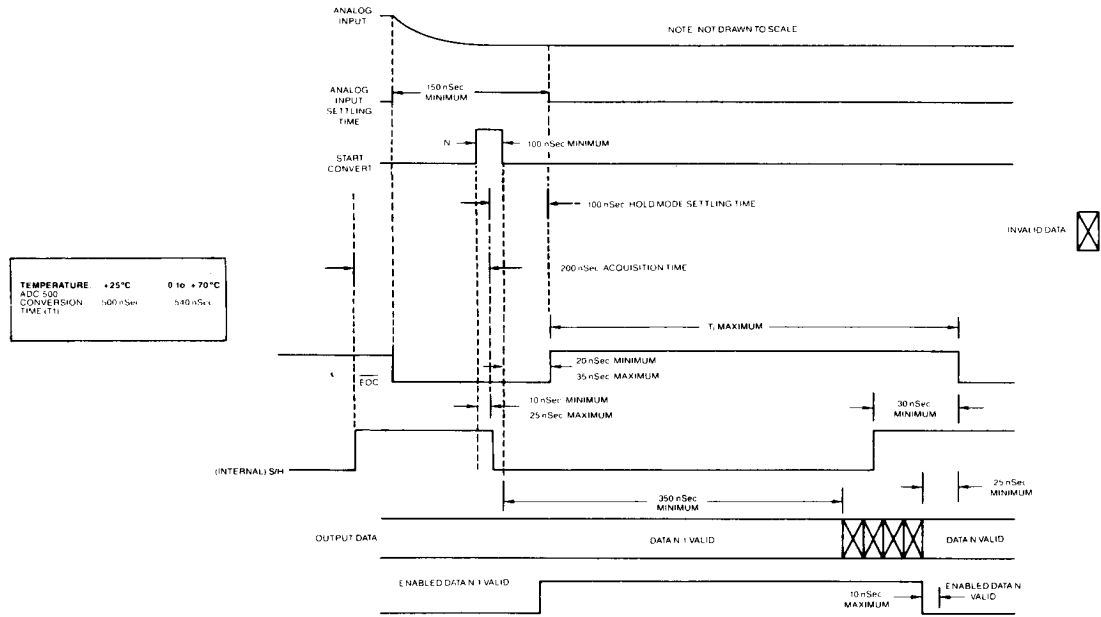 ANALOG
INPUT
NOTE: NOT DRAWN TO SCALE
ANALOG
INPUT
SETTLING
TIME
150 nSec
MINIMUM
N
100 nSec MINIMUM
START
CONVERT
100 nSec HOLD MODE SETTLING TIME
INVALID DATA
200 nSec ACQUISITION TIME
TEMPERATURE +25°C 0 to +70°C
ADC 500
CONVERSION 500 nSec 540 nSec
TIME (T1)
T1 MAXIMUM
20 nSec MINIMUM
35 nSec MAXIMUM
EOC
10 nSec MINIMUM
25 nSec MAXIMUM
30 nSec
MINIMUM
(INTERNAL) S/H
25 nSec
MINIMUM
350 nSec
MINIMUM
OUTPUT DATA
DATA N 1 VALID
DATA N VALID
ENABLED DATA N 1 VALID
10 nSec
MAXIMUM
ENABLED DATA N
VALID